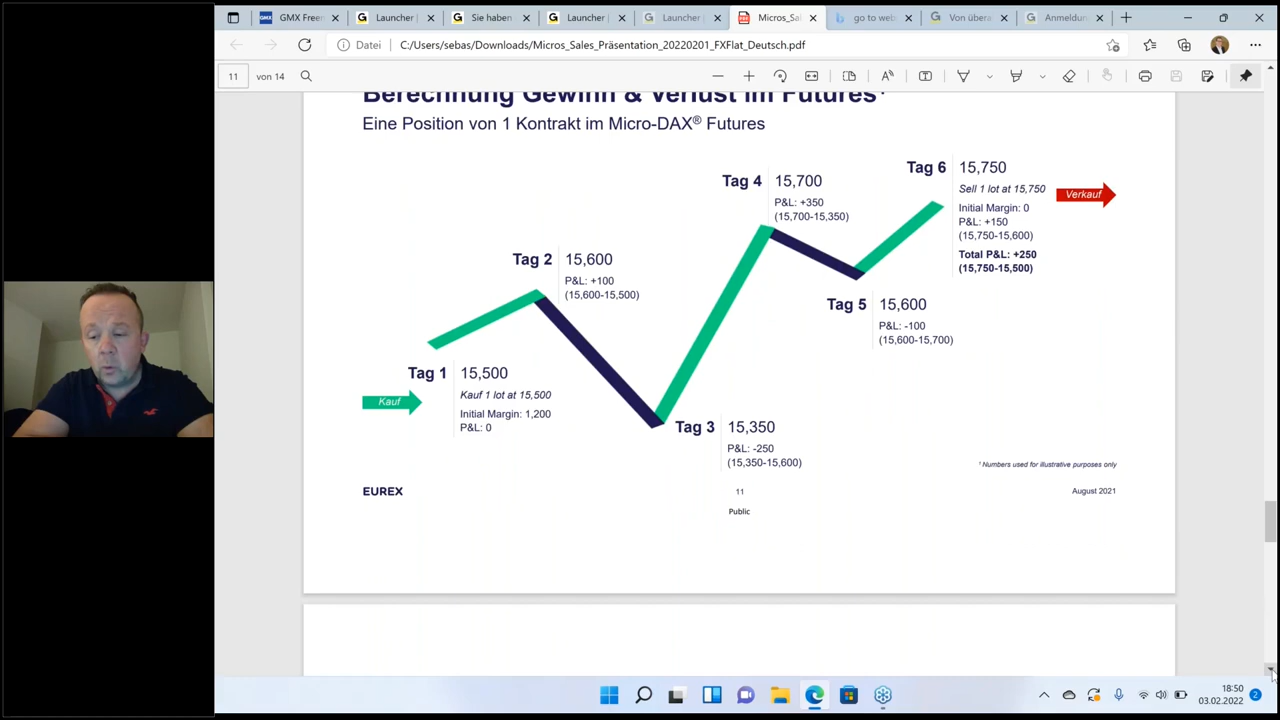 GMX Freen
Launcher
Sie haben
Launcher
Launcher
Micros_Sal
go to webi
Von übera
Anmeldun
Datei
C:/Users/sebas/Downloads/Micros_Sales_Präsentation_20220201_FXFlat_Deutsch.pdf
11 von 14
Berechnung Gewinn & Verlust im Futures¹
Eine Position von 1 Kontrakt im Micro-DAX® Futures
Kauf
Tag 1
15,500
Kauf 1 lot at 15,500
Initial Margin: 1,200
P&L: 0
Tag 2
15,600
P&L: +100
(15,600-15,500)
Tag 3
15,350
P&L: -250
(15,350-15,600)
Tag 4
15,700
P&L: +350
(15,700-15,350)
Tag 5
15,600
P&L: -100
(15,600-15,700)
Tag 6
15,750
Sell 1 lot at 15,750
Initial Margin: 0
P&L: +150
(15,750-15,600)
Total P&L: +250
(15,750-15,500)
Verkauf
¹ Numbers used for illustrative purposes only
EUREX
11
August 2021
Public
18:50
03.02.2022
2